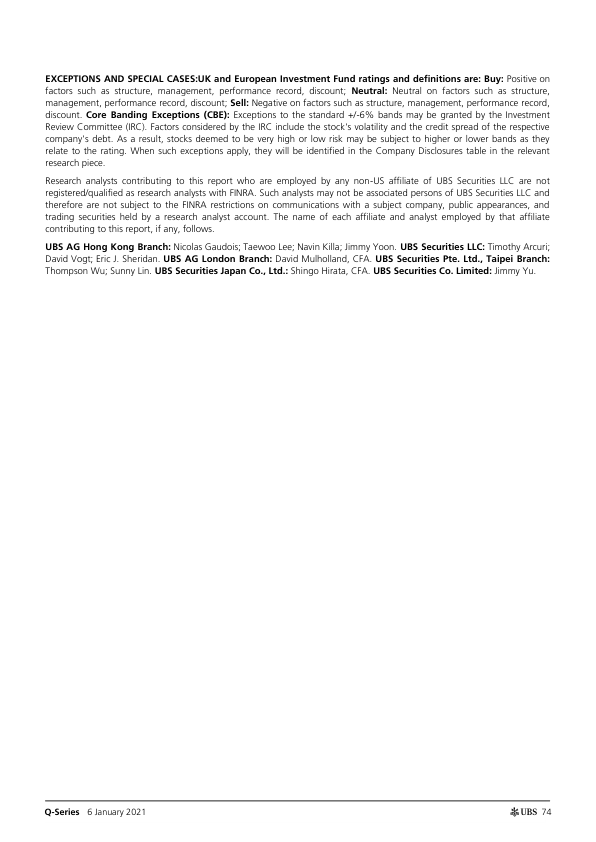 EXCEPTIONS AND SPECIAL CASES:UK and European Investment Fund ratings and definitions are: Buy: Positive on
factors such as structure, management, performance record, discount; Neutral: Neutral on factors such as structure,
management, performance record, discount; Sell: Negative on factors such as structure, management, performance record,
discount. Core Banding Exceptions (CBE): Exceptions to the standard +/-6% bands may be granted by the Investment
Review Committee (IRC). Factors considered by the IRC include the stock's volatility and the credit spread of the respective
company's debt. As a result, stocks deemed to be very high or low risk may be subject to higher or lower bands as they
relate to the rating. When such exceptions apply, they will be identified in the Company Disclosures table in the relevant
research piece.
Research analysts contributing to this report who are employed by any non-US affiliate of UBS Securities LLC are not
registered/qualified as research analysts with FINRA. Such analysts may not be associated persons of UBS Securities LLC and
therefore are not subject to the FINRA restrictions on communications with a subject company, public appearances, and
trading securities held by a research analyst account. The name of each affiliate and analyst employed by that affiliate
contributing to this report, if any, follows.
UBS AG Hong Kong Branch: Nicolas Gaudois; Taewoo Lee; Navin Killa; Jimmy Yoon. UBS Securities LLC: Timothy Arcuri;
David Vogt; Eric J. Sheridan. UBS AG London Branch: David Mulholland, CFA. UBS Securities Pte. Ltd., Taipei Branch:
Thompson Wu; Sunny Lin. UBS Securities Japan Co., Ltd.: Shingo Hirata, CFA. UBS Securities Co. Limited: Jimmy Yu.
Q-Series 6 January 2021 UBS 74